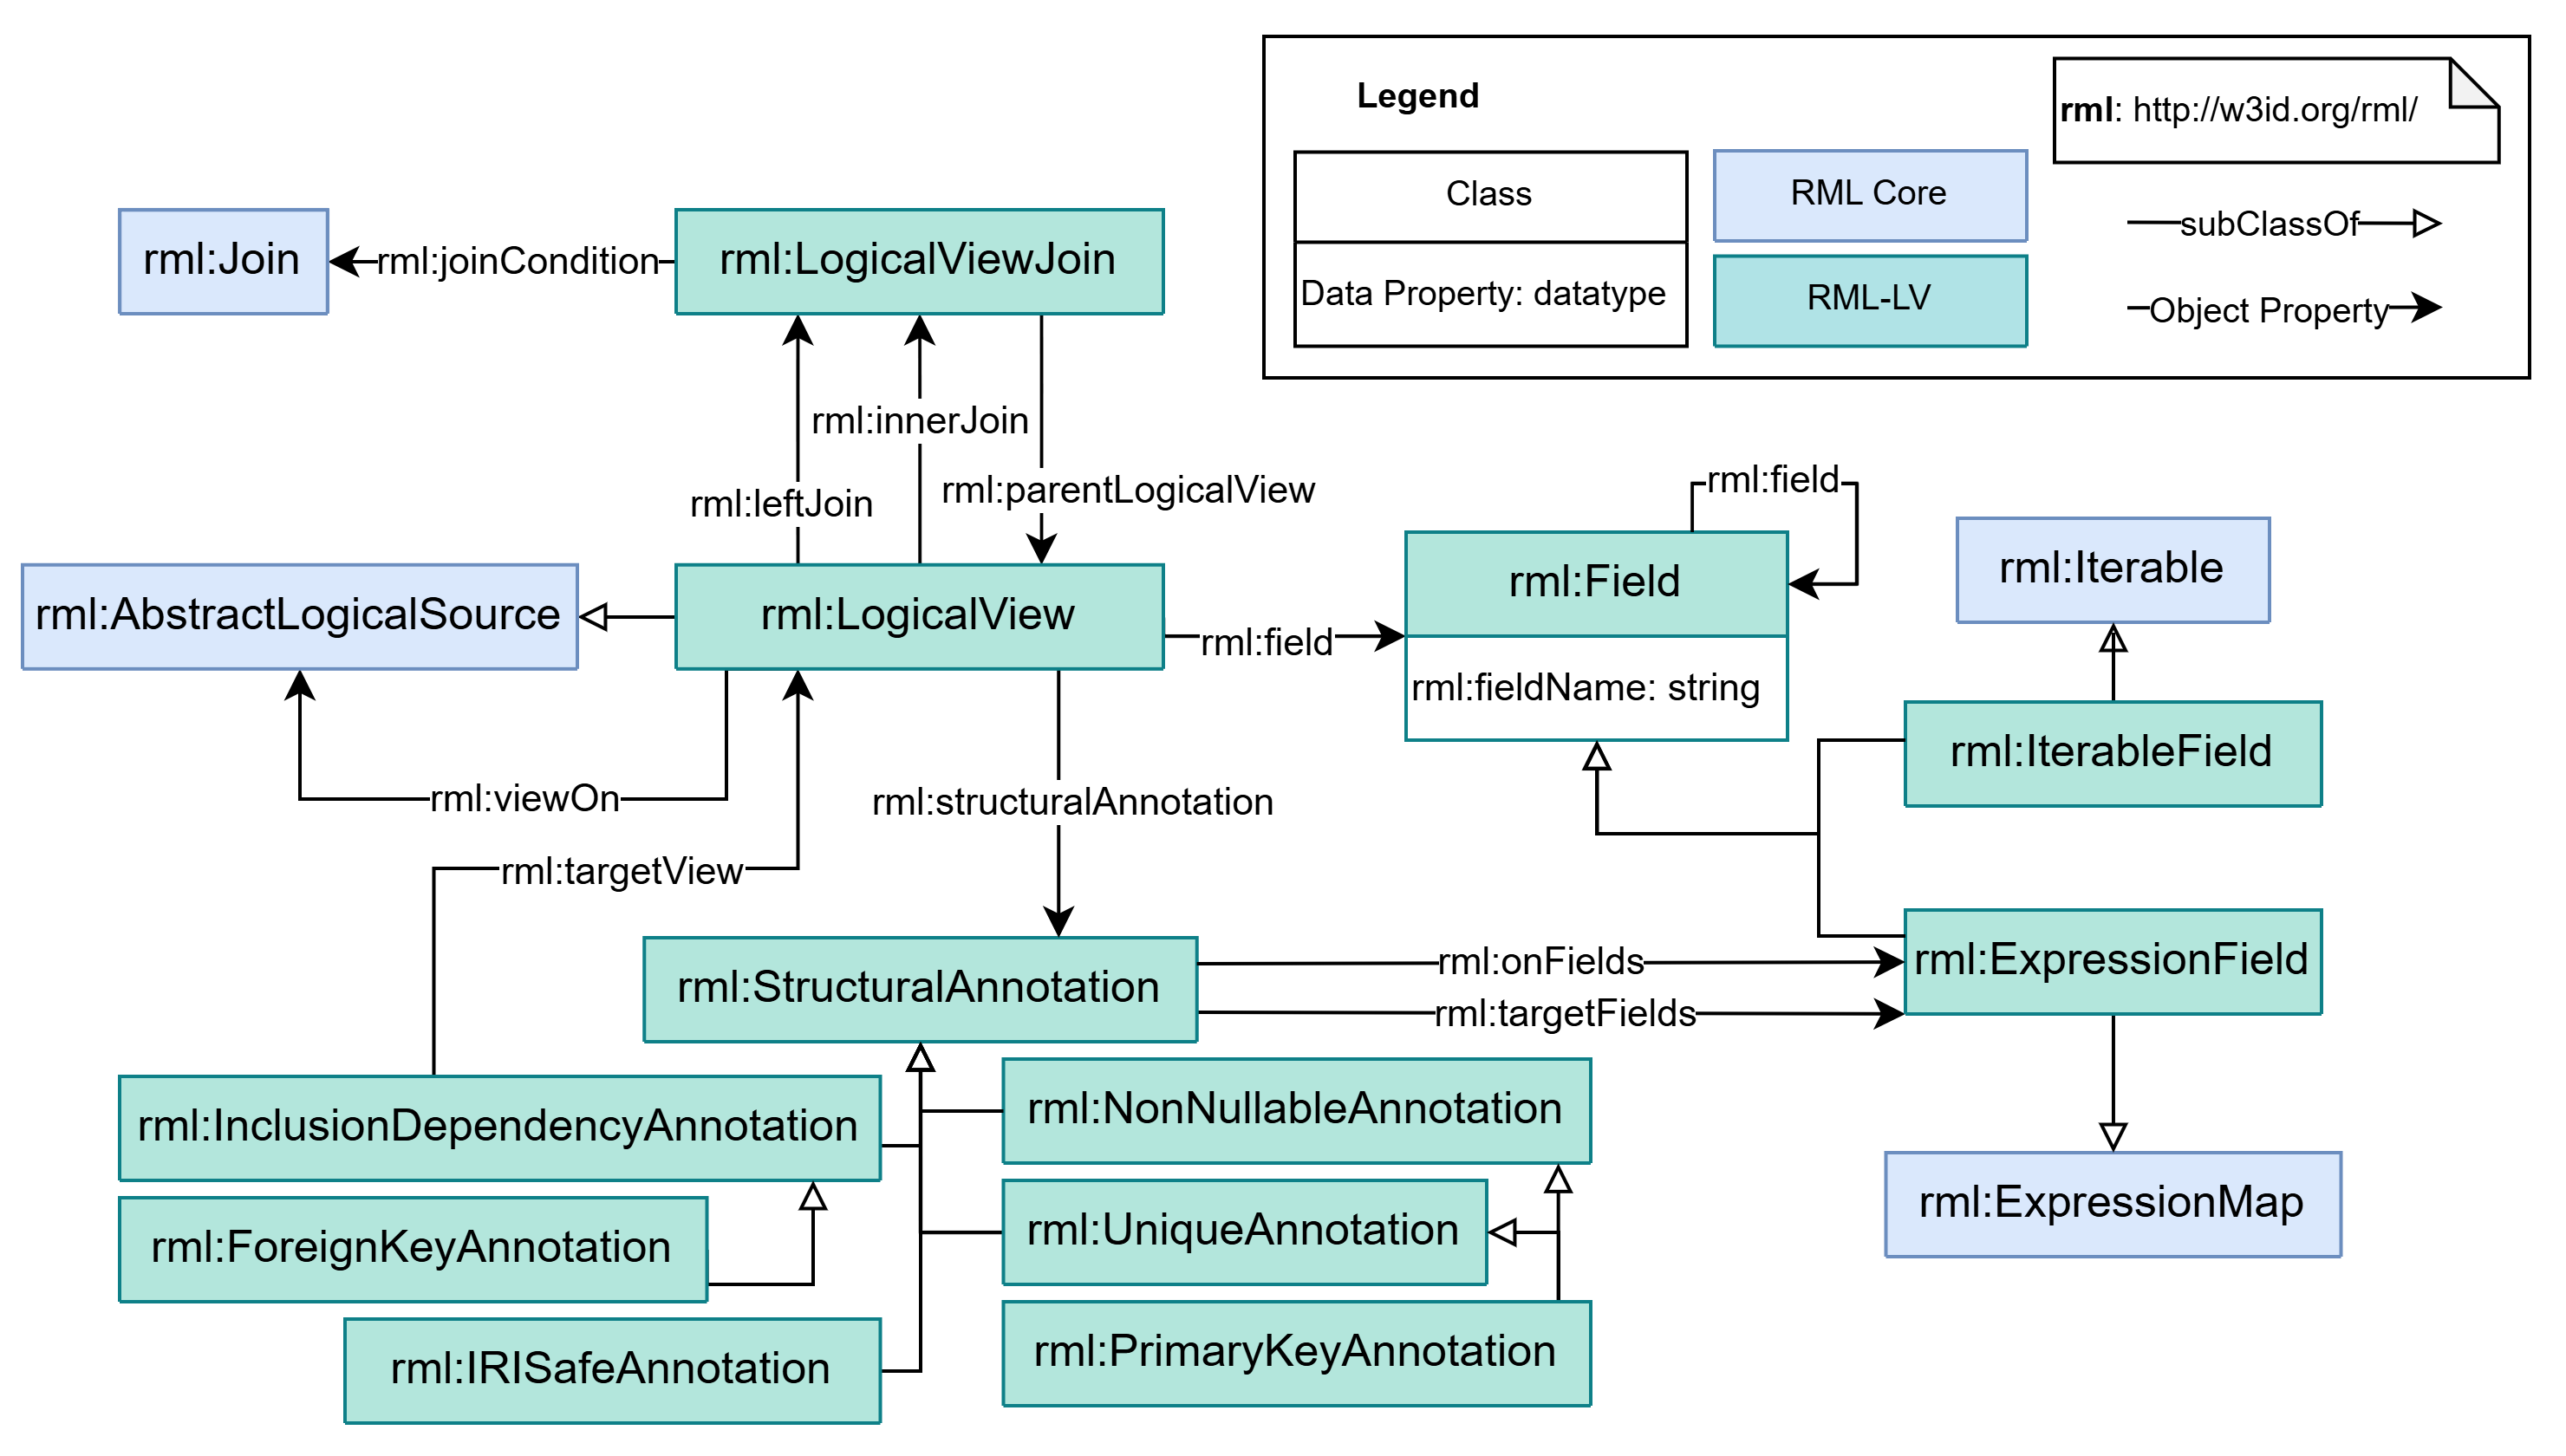 Legend
rml: http://w3id.org/rml/
Class
Data Property: datatype
RML Core
RML-LV
subClassOf
Object Property
rml:Join
rml:joinCondition
rml:LogicalViewJoin
rml:innerJoin
rml:leftJoin
rml:parentLogicalView
rml:AbstractLogicalSource
rml:LogicalView
rml:field
rml:field
rml:Field
rml:fieldName: string
rml:Iterable
rml:IterableField
rml:viewOn
rml:structuralAnnotation
rml:targetView
rml:StructuralAnnotation
rml:onFields
rml:targetFields
rml:ExpressionField
rml:ExpressionMap
rml:InclusionDependencyAnnotation
rml:NonNullableAnnotation
rml:ForeignKeyAnnotation
rml:UniqueAnnotation
rml:IRISafeAnnotation
rml:PrimaryKeyAnnotation